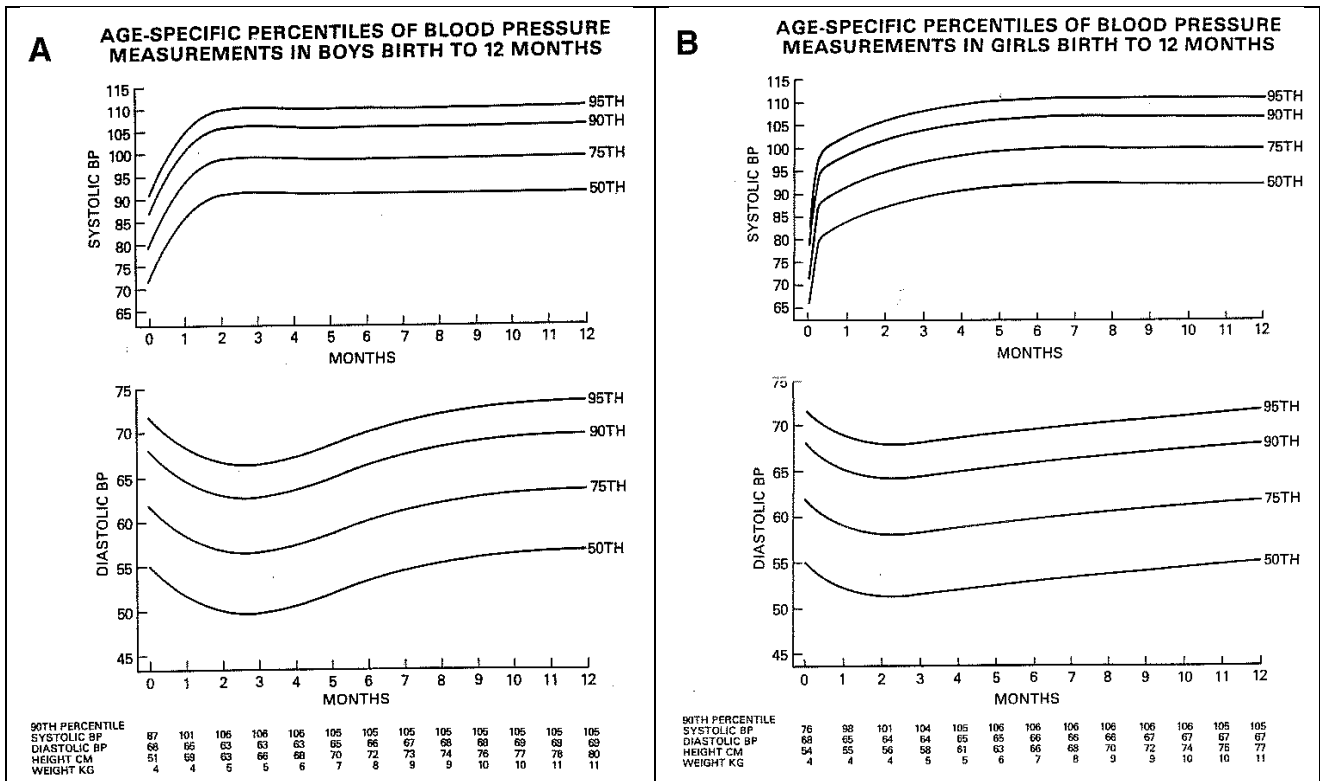 A
AGE-SPECIFIC PERCENTILES OF BLOOD PRESSURE
MEASUREMENTS IN BOYS BIRTH TO 12 MONTHS
115
110
105
100
95
90
85
80
75
70
65
SYSTOLIC BP
95TH
90TH
75TH
50TH
0 1 2 3 4 5 6 7 8 9 10 11 12
MONTHS
75
70
65
60
55
50
45
DIASTOLIC BP
95TH
90TH
75TH
50TH
0 1 2 3 4 5 6 7 8 9 10 11 12
MONTHS
90TH PERCENTILE
SYSTOLIC BP 87 101 106 106 106 105 105 105 105 105 105 105 105
DIASTOLIC BP 68 65 63 63 63 65 66 67 68 68 69 69 69
HEIGHT CM 51 59 63 66 68 70 72 73 74 76 77 78 80
WEIGHT KG 4 4 5 5 6 7 8 9 9 10 10 11 11
B
AGE-SPECIFIC PERCENTILES OF BLOOD PRESSURE
MEASUREMENTS IN GIRLS BIRTH TO 12 MONTHS
115
110
105
100
95
90
85
80
75
70
65
SYSTOLIC BP
95TH
90TH
75TH
50TH
0 1 2 3 4 5 6 7 8 9 10 11 12
MONTHS
75
70
65
60
55
50
45
DIASTOLIC BP
95TH
90TH
75TH
50TH
0 1 2 3 4 5 6 7 8 9 10 11 12
MONTHS
90TH PERCENTILE
SYSTOLIC BP 76 98 101 104 105 106 106 106 106 106 106 105 105
DIASTOLIC BP 68 65 64 64 65 65 66 66 66 67 67 67 67
HEIGHT CM 54 55 56 58 61 63 66 68 70 72 74 75 77
WEIGHT KG 4 4 4 5 5 6 7 8 9 9 10 10 11